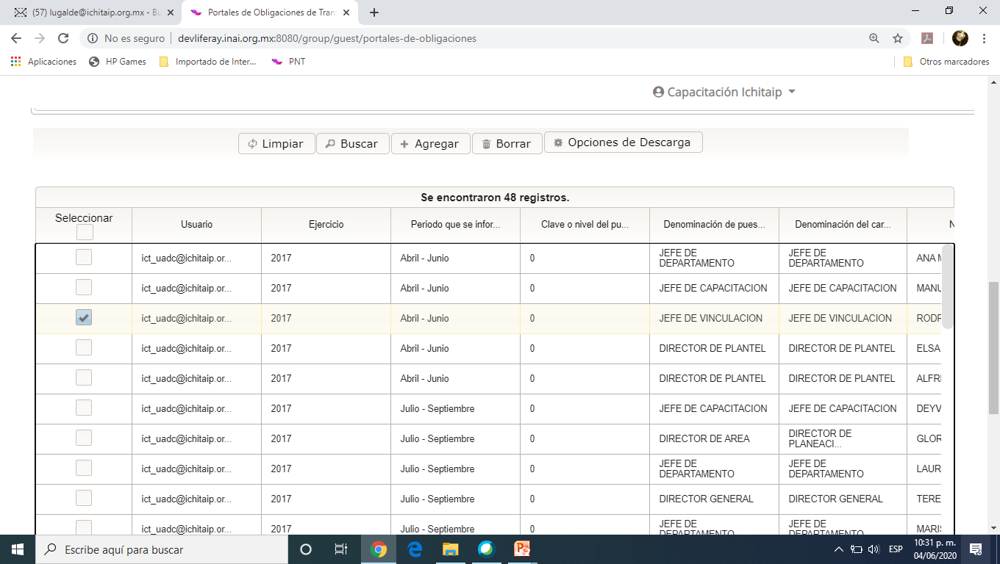 (57) lugalde@ichitaip.org.mx - Bu
Portales de Obligaciones de Tran
No es seguro
devliferay.inai.org.mx:8080/group/guest/portales-de-obligaciones
Aplicaciones
HP Games
Importado de Inter...
PNT
Otros marcadores
Capacitación Ichitaip
Limpiar
Buscar
Agregar
Borrar
Opciones de Descarga
Se encontraron 48 registros.
Seleccionar Usuario Ejercicio Periodo que se infor... Clave o nivel del pu... Denominación de pues... Denominación del car... N
ict_uadc@ichitaip.or... 2017 Abril - Junio 0 JEFE DE DEPARTAMENTO JEFE DE DEPARTAMENTO ANA M
ict_uadc@ichitaip.or... 2017 Abril - Junio 0 JEFE DE CAPACITACION JEFE DE CAPACITACION MANU
ict_uadc@ichitaip.or... 2017 Abril - Junio 0 JEFE DE VINCULACION JEFE DE VINCULACION RODR
ict_uadc@ichitaip.or... 2017 Abril - Junio 0 DIRECTOR DE PLANTEL DIRECTOR DE PLANTEL ELSA
ict_uadc@ichitaip.or... 2017 Abril - Junio 0 DIRECTOR DE PLANTEL DIRECTOR DE PLANTEL ALFR
ict_uadc@ichitaip.or... 2017 Julio - Septiembre 0 JEFE DE CAPACITACION JEFE DE CAPACITACION DEYV
ict_uadc@ichitaip.or... 2017 Julio - Septiembre 0 DIRECTOR DE AREA DIRECTOR DE PLANEACI... GLOR
ict_uadc@ichitaip.or... 2017 Julio - Septiembre 0 JEFE DE DEPARTAMENTO JEFE DE DEPARTAMENTO LAUR
ict_uadc@ichitaip.or... 2017 Julio - Septiembre 0 DIRECTOR GENERAL DIRECTOR GENERAL TERE
ict_uadc@ichitaip.or... 2017 Julio - Septiembre 0 JEFE DE DEPARTAMENTO JEFE DE DEPARTAMENTO MARIS
Escribe aquí para buscar
ESP
10:31 p. m.
04/06/2020